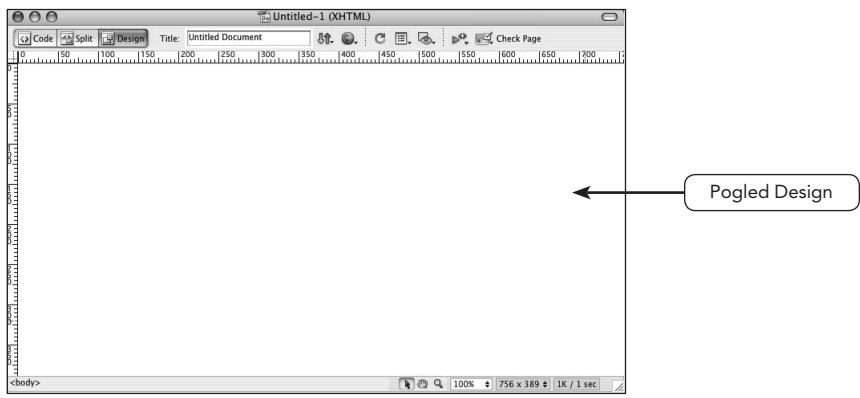 Untitled-1 (XHTML)
Code Split Design Title: Untitled Document Check Page
0 50 100 150 200 250 300 350 400 450 500 550 600 650 700
Pogled Design
<body> 100% 756 x 389 1K / 1 sec